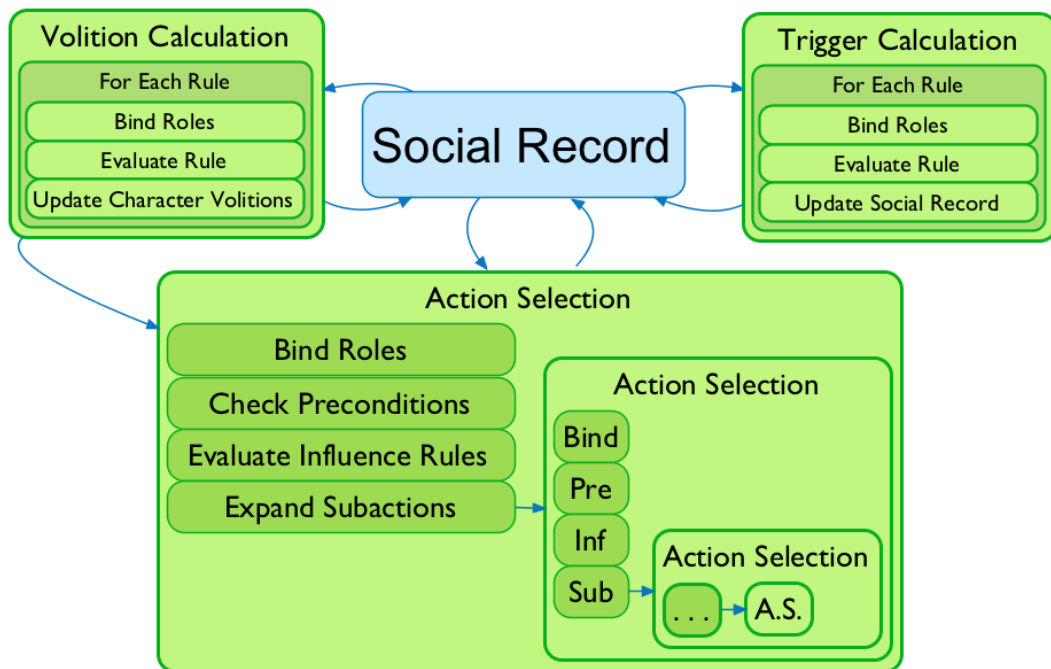 Volition Calculation
For Each Rule
Bind Roles
Evaluate Rule
Update Character Volitions
Social Record
Trigger Calculation
For Each Rule
Bind Roles
Evaluate Rule
Update Social Record
Action Selection
Bind Roles
Check Preconditions
Evaluate Influence Rules
Expand Subactions
Action Selection
Bind
Pre
Inf
Sub
Action Selection
. . .
A.S.